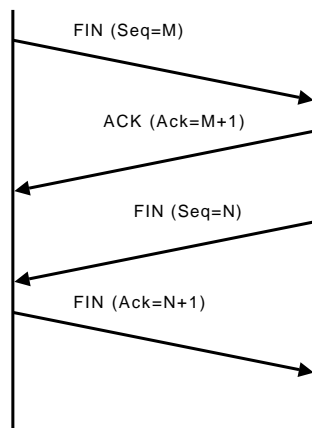 FIN (Seq=M)
ACK (Ack=M+1)
FIN (Seq=N)
FIN (Ack=N+1)